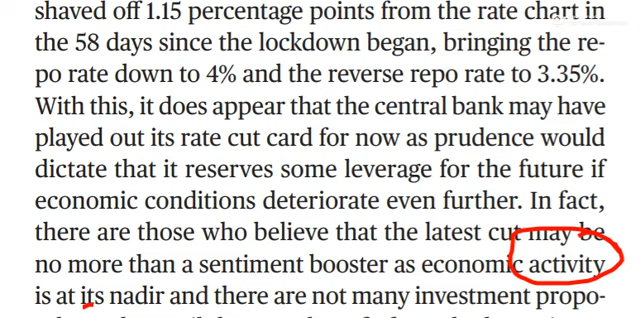 shaved off 1.15 percentage points from the rate chart in
the 58 days since the lockdown began, bringing the re-
po rate down to 4% and the reverse repo rate to 3.35%.
With this, it does appear that the central bank may have
played out its rate cut card for now as prudence would
dictate that it reserves some leverage for the future if
economic conditions deteriorate even further. In fact,
there are those who believe that the latest cut may be
no more than a sentiment booster as economic activity
is at its nadir and there are not many investment propo-